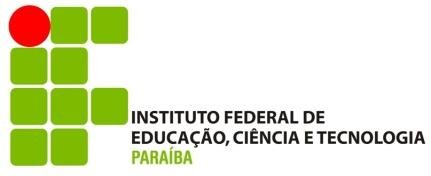 INSTITUTO FEDERAL DE
EDUCAÇÃO, CIÊNCIA E TECNOLOGIA
PARAÍBA